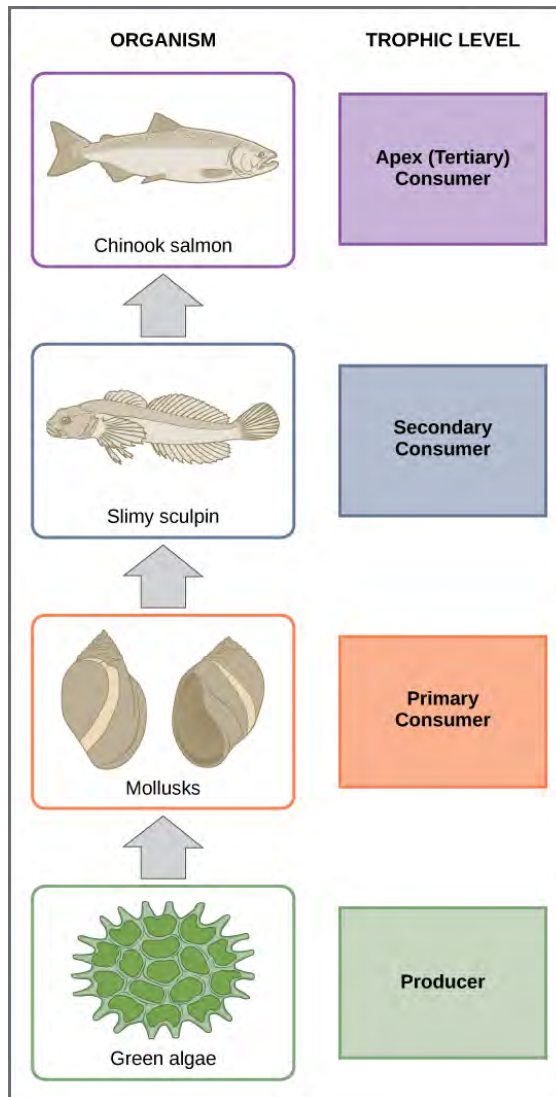 ORGANISM
TROPHIC LEVEL
Chinook salmon
Apex (Tertiary)
Consumer
Slimy sculpin
Secondary
Consumer
Mollusks
Primary
Consumer
Green algae
Producer